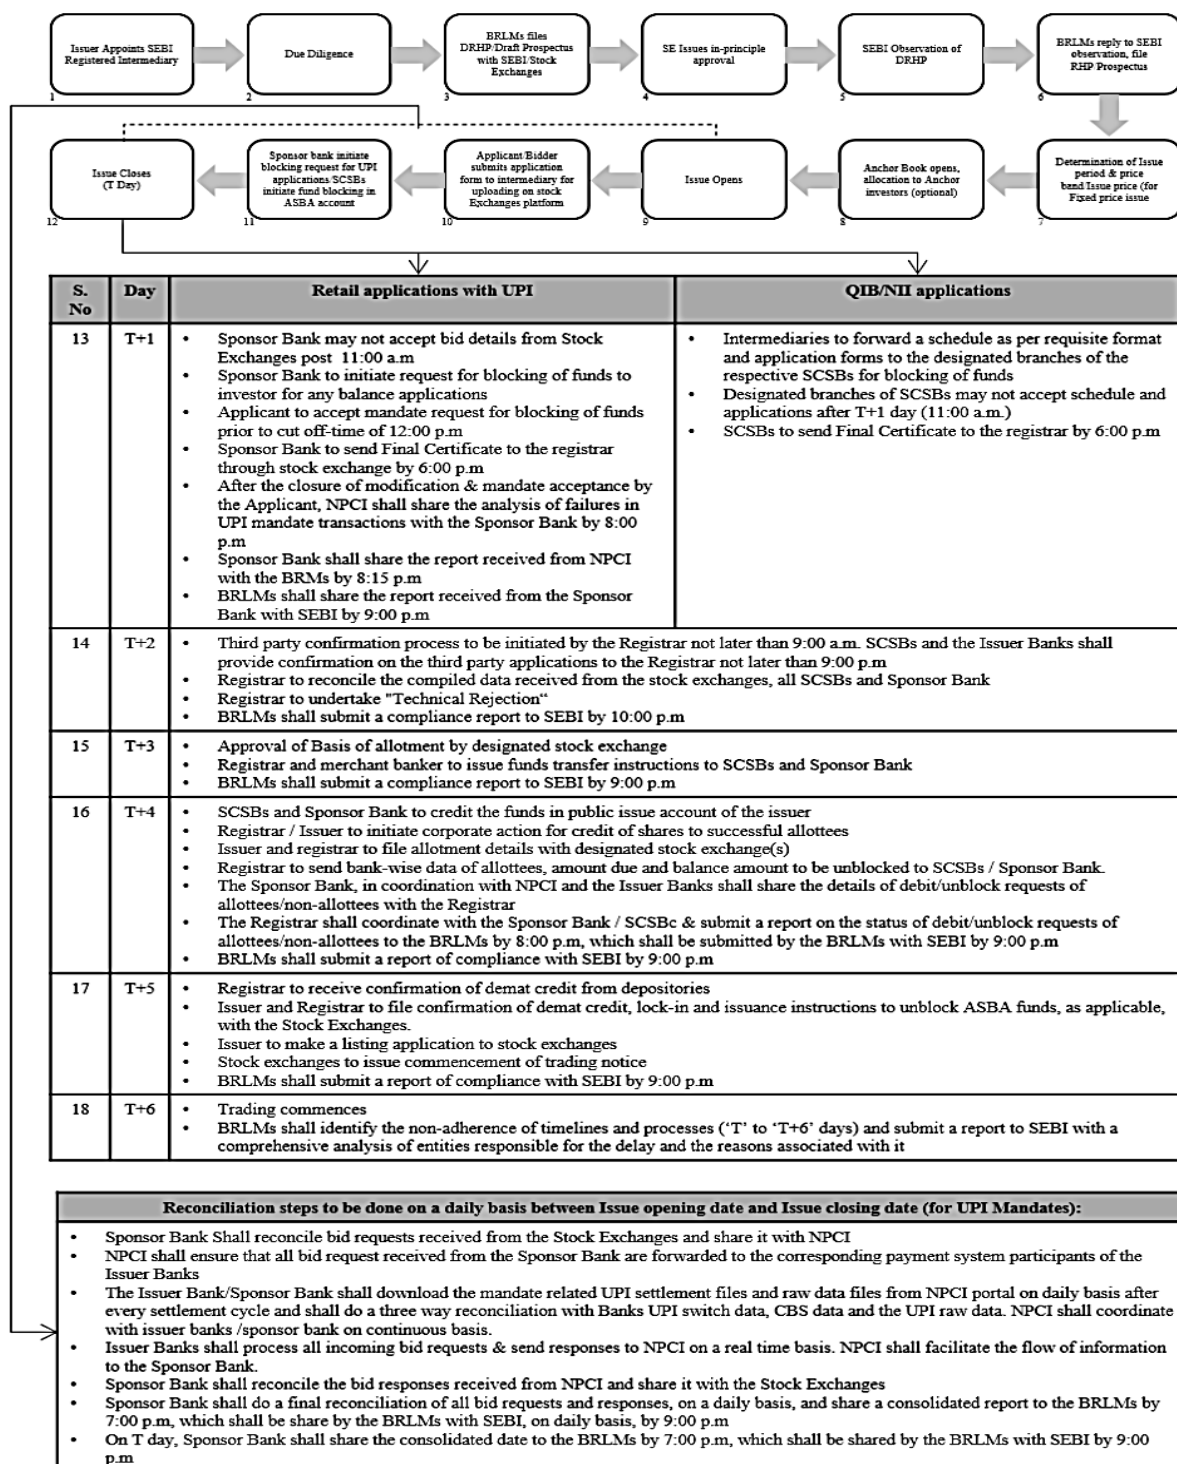 Issuer Appoints SEBI
Registered Intermediary
1
Due Diligence
2
BRLMs files
DRHP/Draft Prospectus
with SEBI/Stock
Exchanges
3
SE Issues in-principle
approval
4
SEBI Observation of
DRHP
5
BRLMs reply to SEBI
observation, file
RHP Prospectus
6
Issue Closes
(T Day)
12
Sponsor bank initiate
blocking request for UPI
applications/SCSBs
initiate fund blocking in
ASBA account
11
Applicant/Bidder
submits application
form to intermediary for
uploading on stock
Exchanges platform
10
Issue Opens
9
Anchor Book opens,
allocation to Anchor
investors (optional)
8
Determination of Issue
period & price
band Issue price (for
Fixed price issue
7
S. No
Day
Retail applications with UPI
QIB/NII applications
13
T+1
• Sponsor Bank may not accept bid details from Stock
Exchanges post 11:00 a.m
• Sponsor Bank to initiate request for blocking of funds to
investor for any balance applications
• Applicant to accept mandate request for blocking of funds
prior to cut off-time of 12:00 p.m
• Sponsor Bank to send Final Certificate to the registrar
through stock exchange by 6:00 p.m
• After the closure of modification & mandate acceptance by
the Applicant, NPCI shall share the analysis of failures in
UPI mandate transactions with the Sponsor Bank by 8:00
p.m
• Sponsor Bank shall share the report received from NPCI
with the BRMs by 8:15 p.m
• BRLMs shall share the report received from the Sponsor
Bank with SEBI by 9:00 p.m
• Intermediaries to forward a schedule as per requisite format
and application forms to the designated branches of the
respective SCSBs for blocking of funds
• Designated branches of SCSBs may not accept schedule and
applications after T+1 day (11:00 a.m.)
• SCSBs to send Final Certificate to the registrar by 6:00 p.m
14
T+2
• Third party confirmation process to be initiated by the Registrar not later than 9:00 a.m. SCSBs and the Issuer Banks shall
provide confirmation on the third party applications to the Registrar not later than 9:00 p.m
• Registrar to reconcile the compiled data received from the stock exchanges, all SCSBs and Sponsor Bank
• Registrar to undertake "Technical Rejection“
• BRLMs shall submit a compliance report to SEBI by 10:00 p.m
15
T+3
• Approval of Basis of allotment by designated stock exchange
• Registrar and merchant banker to issue funds transfer instructions to SCSBs and Sponsor Bank
• BRLMs shall submit a compliance report to SEBI by 9:00 p.m
16
T+4
• SCSBs and Sponsor Bank to credit the funds in public issue account of the issuer
• Registrar / Issuer to initiate corporate action for credit of shares to successful allottees
• Issuer and registrar to file allotment details with designated stock exchange(s)
• Registrar to send bank-wise data of allottees, amount due and balance amount to be unblocked to SCSBs / Sponsor Bank.
• The Sponsor Bank, in coordination with NPCI and the Issuer Banks shall share the details of debit/unblock requests of
allottees/non-allottees with the Registrar
• The Registrar shall coordinate with the Sponsor Bank / SCSBc & submit a report on the status of debit/unblock requests of
allottees/non-allottees to the BRLMs by 8:00 p.m, which shall be submitted by the BRLMs with SEBI by 9:00 p.m
• BRLMs shall submit a report of compliance with SEBI by 9:00 p.m
17
T+5
• Registrar to receive confirmation of demat credit from depositories
• Issuer and Registrar to file confirmation of demat credit, lock-in and issuance instructions to unblock ASBA funds, as applicable,
with the Stock Exchanges.
• Issuer to make a listing application to stock exchanges
• Stock exchanges to issue commencement of trading notice
• BRLMs shall submit a report of compliance with SEBI by 9:00 p.m
18
T+6
• Trading commences
• BRLMs shall identify the non-adherence of timelines and processes (‘T’ to ‘T+6’ days) and submit a report to SEBI with a
comprehensive analysis of entities responsible for the delay and the reasons associated with it
Reconciliation steps to be done on a daily basis between Issue opening date and Issue closing date (for UPI Mandates):
• Sponsor Bank Shall reconcile bid requests received from the Stock Exchanges and share it with NPCI
• NPCI shall ensure that all bid request received from the Sponsor Bank are forwarded to the corresponding payment system participants of the
Issuer Banks
• The Issuer Bank/Sponsor Bank shall download the mandate related UPI settlement files and raw data files from NPCI portal on daily basis after
every settlement cycle and shall do a three way reconciliation with Banks UPI switch data, CBS data and the UPI raw data. NPCI shall coordinate
with issuer banks /sponsor bank on continuous basis.
• Issuer Banks shall process all incoming bid requests & send responses to NPCI on a real time basis. NPCI shall facilitate the flow of information
to the Sponsor Bank.
• Sponsor Bank shall reconcile the bid responses received from NPCI and share it with the Stock Exchanges
• Sponsor Bank shall do a final reconciliation of all bid requests and responses, on a daily basis, and share a consolidated report to the BRLMs by
7:00 p.m, which shall be share by the BRLMs with SEBI, on daily basis, by 9:00 p.m
• On T day, Sponsor Bank shall share the consolidated date to the BRLMs by 7:00 p.m, which shall be shared by the BRLMs with SEBI by 9:00
p.m